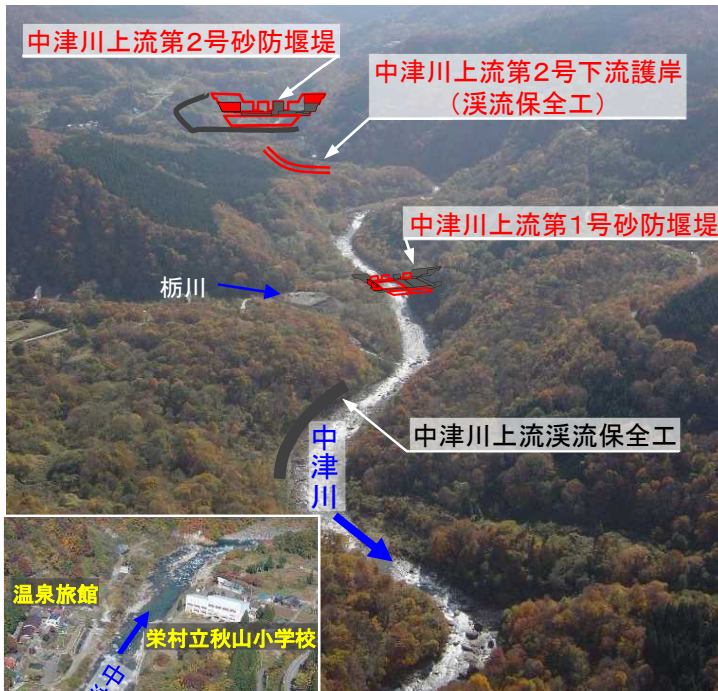 中津川上流第2号砂防堰堤
中津川上流第2号下流護岸
（渓流保全工）
中津川上流第1号砂防堰堤
栃川
中津川上流渓流保全工
中津川
温泉旅館
栄村立秋山小学校